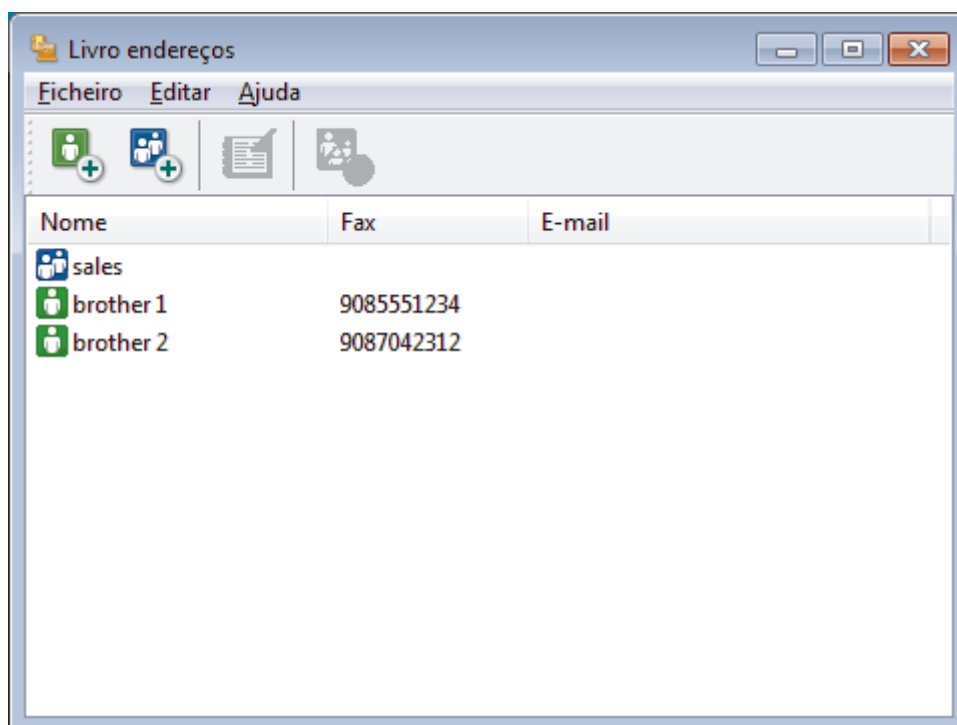 Livro endereços
Ficheiro Editar Ajuda
Nome Fax E-mail
sales
brother 1 9085551234
brother 2 9087042312